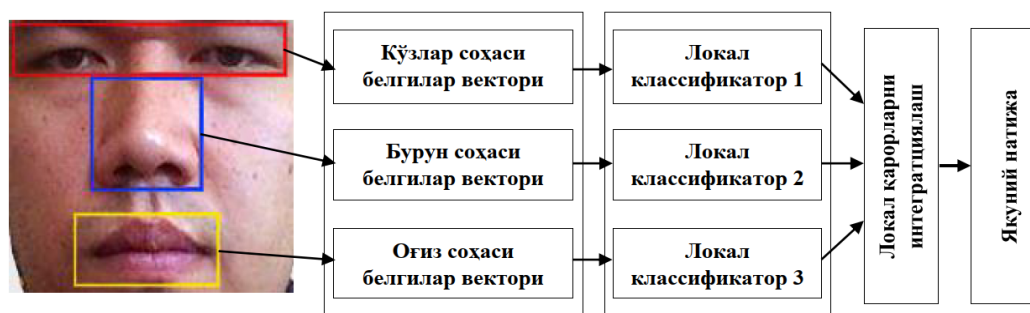 Кўзлар соҳаси
белгилар вектори
Локал
классификатор 1
Бурун соҳаси
белгилар вектори
Локал
классификатор 2
Оғиз соҳаси
белгилар вектори
Локал
классификатор 3
Локал қарорларни
интегратциялаш
Якуний натижа